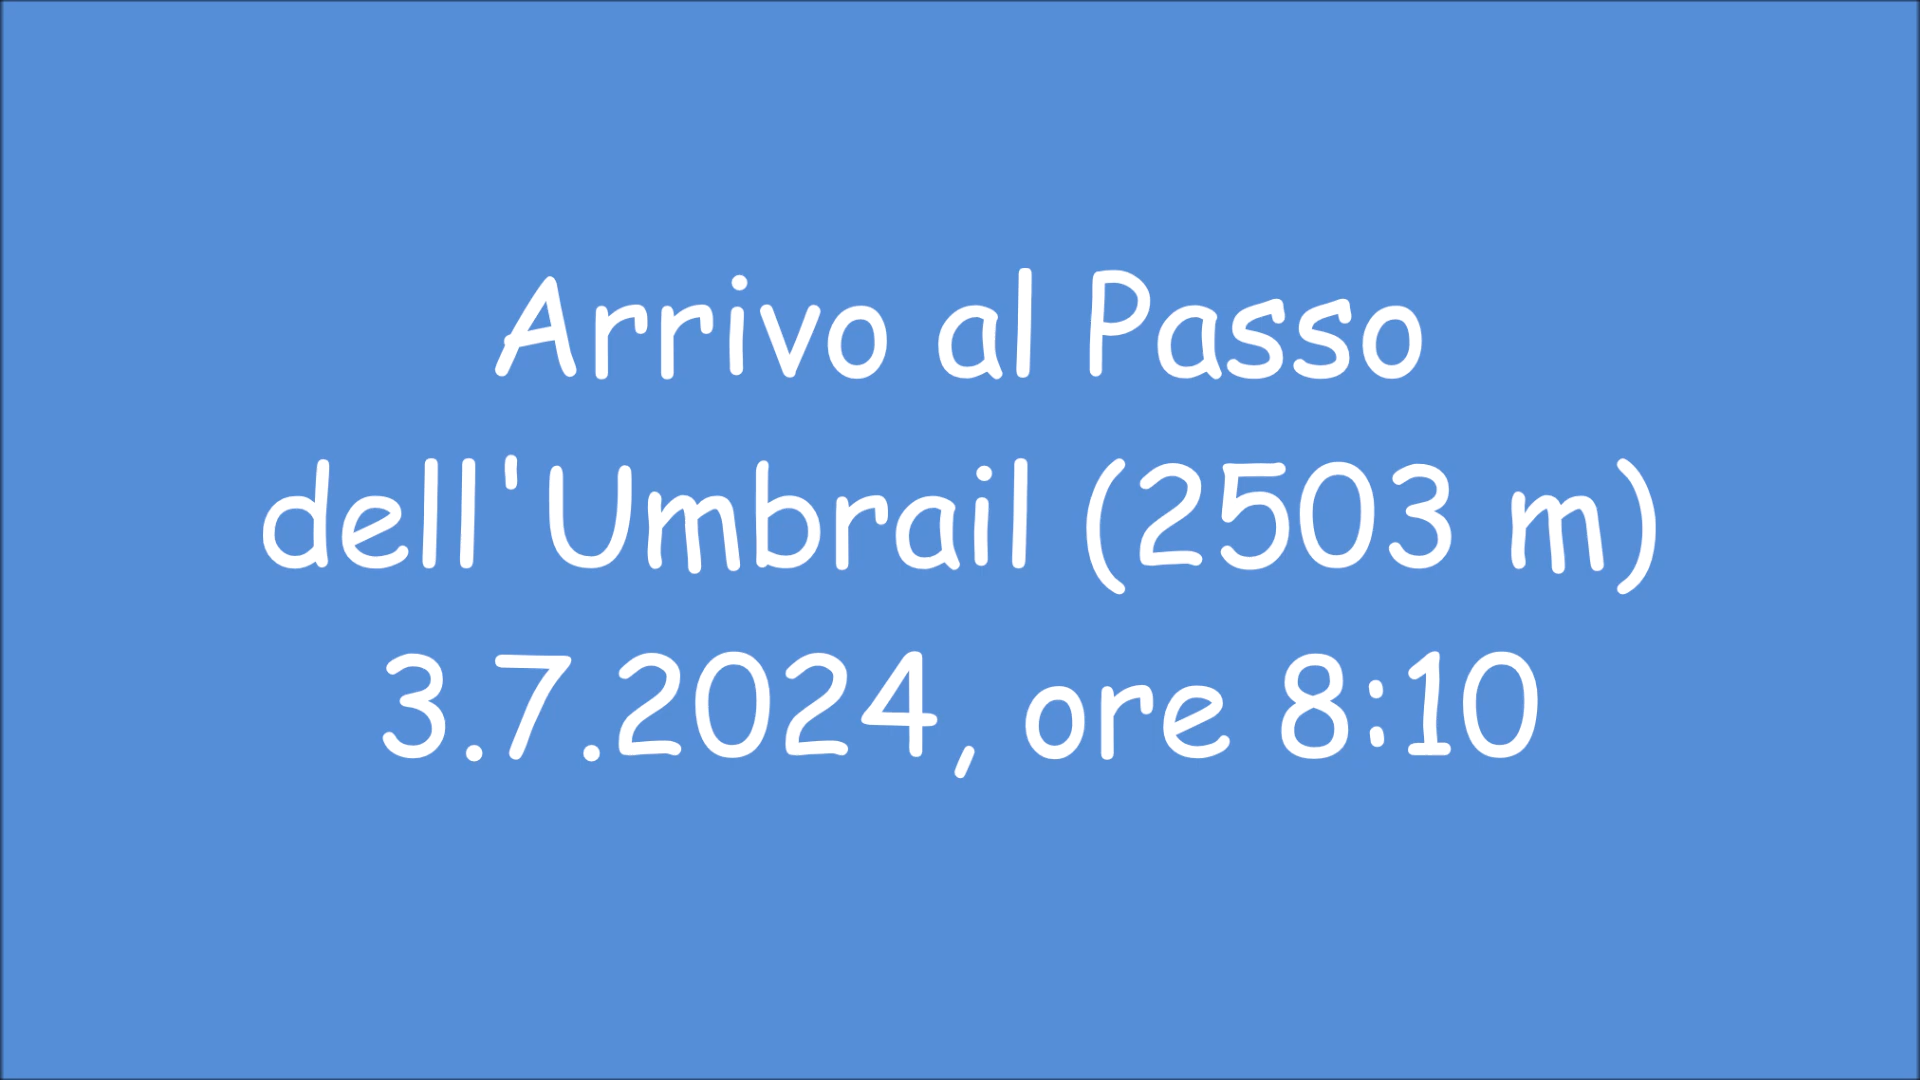 Arrivo al Passo
dell'Umbrail (2503 m)
3.7.2024, ore 8:10